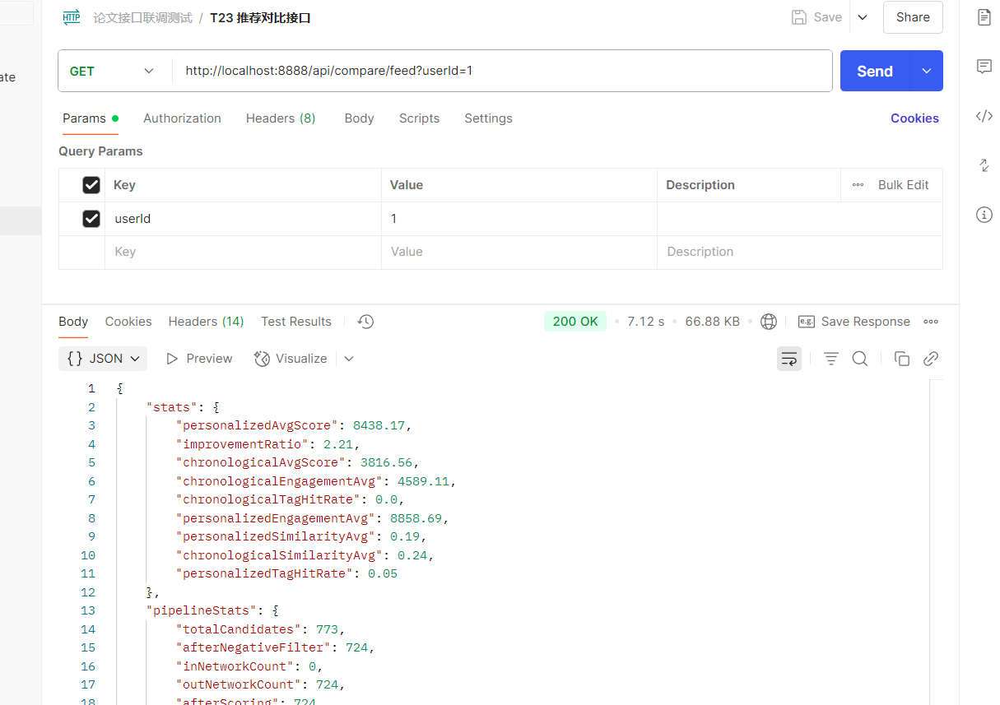 HTTP 论文接口联调测试 / T23 推荐对比接口 Save Share
ate
GET http://localhost:8888/api/compare/feed?userId=1 Send
Params Authorization Headers (8) Body Scripts Settings Cookies
Query Params
Key Value Description Bulk Edit
userId 1
Key Value Description
Body Cookies Headers (14) Test Results 200 OK 7.12 s 66.88 KB e.g. Save Response
{} JSON Preview Visualize
1 {
2 "stats": {
3 "personalizedAvgScore": 8438.17,
4 "improvementRatio": 2.21,
5 "chronologicalAvgScore": 3816.56,
6 "chronologicalEngagementAvg": 4589.11,
7 "chronologicalTagHitRate": 0.0,
8 "personalizedEngagementAvg": 8858.69,
9 "personalizedSimilarityAvg": 0.19,
10 "chronologicalSimilarityAvg": 0.24,
11 "personalizedTagHitRate": 0.05
12 },
13 "pipelineStats": {
14 "totalCandidates": 773,
15 "afterNegativeFilter": 724,
16 "inNetworkCount": 0,
17 "outNetworkCount": 724,
18 "afterScoring": 724